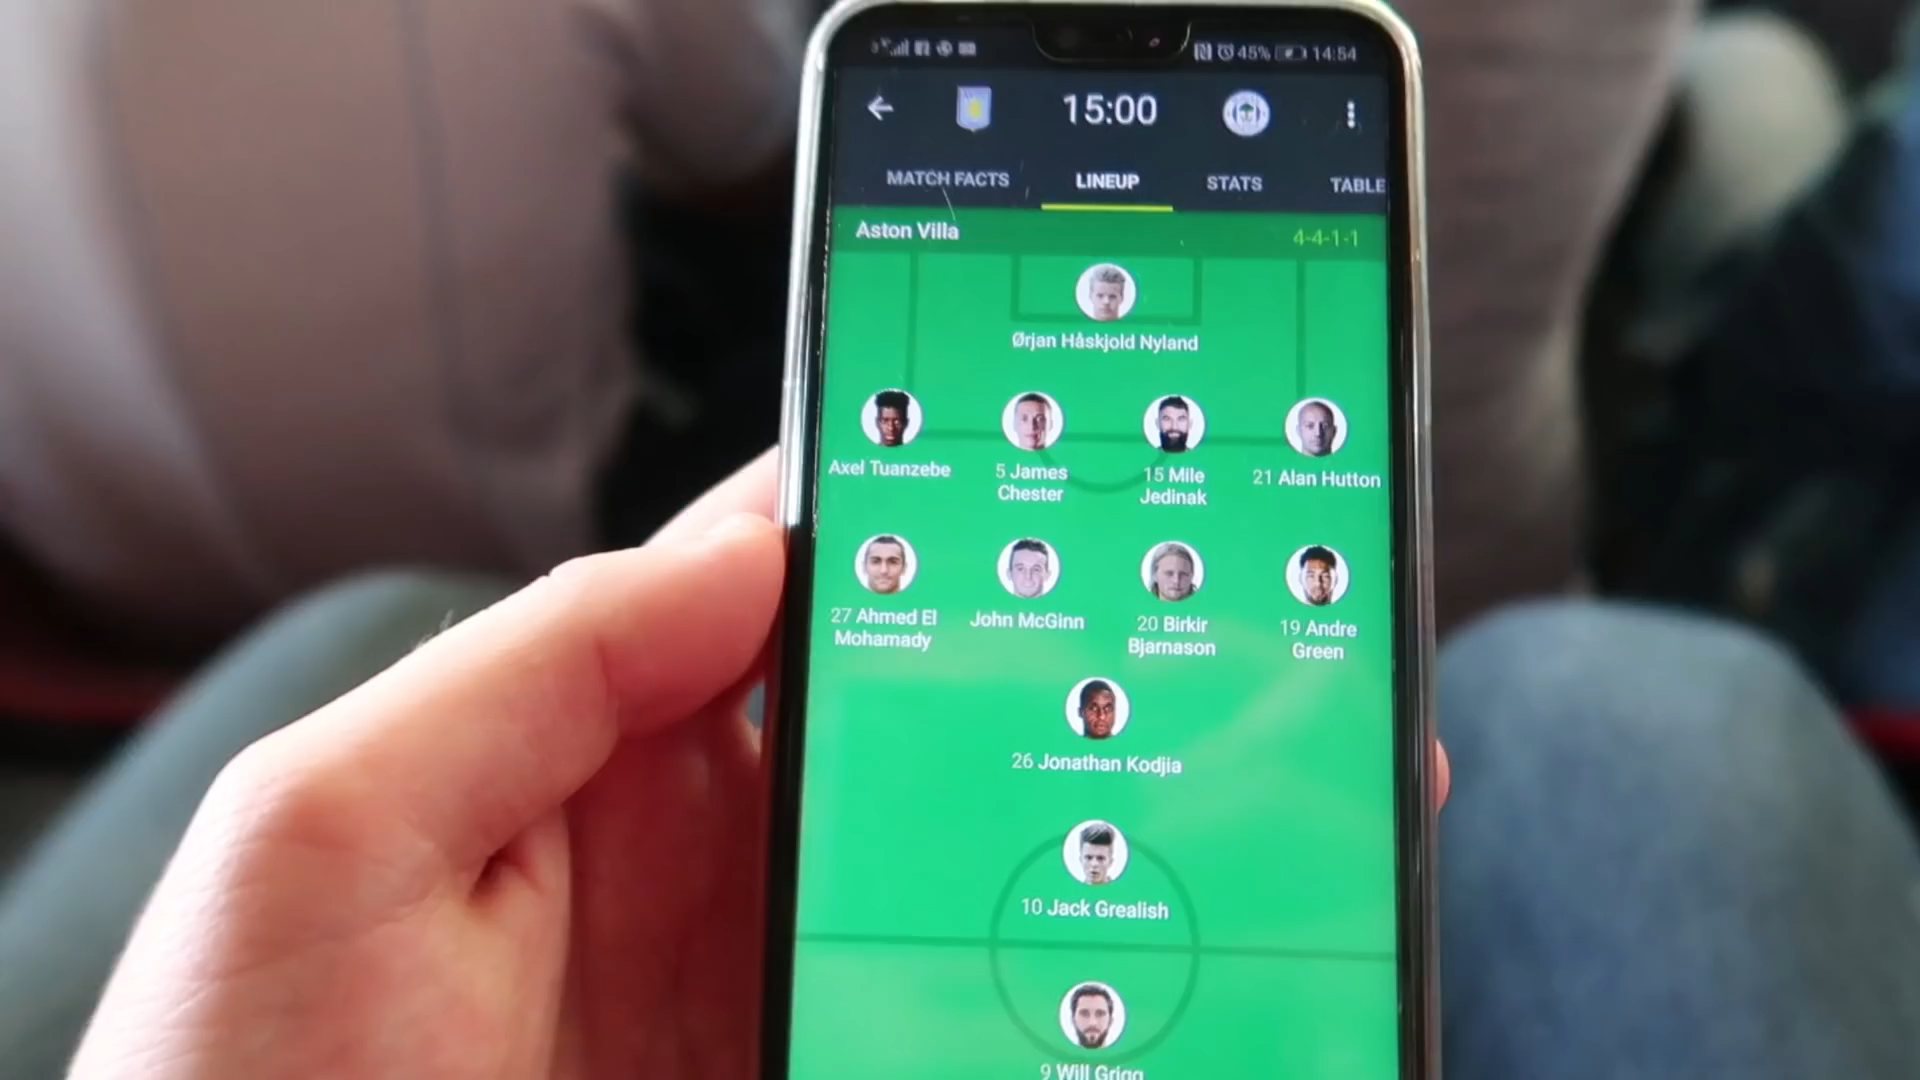 45% 14:54
15:00
MATCH FACTS LINEUP STATS TABLE
Aston Villa 4-4-1-1
Ørjan Håskjold Nyland
Axel Tuanzebe
5 James
Chester
15 Mile
Jedinak
21 Alan Hutton
27 Ahmed El
Mohamady
John McGinn
20 Birkir
Bjarnason
19 Andre
Green
26 Jonathan Kodjia
10 Jack Grealish
9 Will Grigg